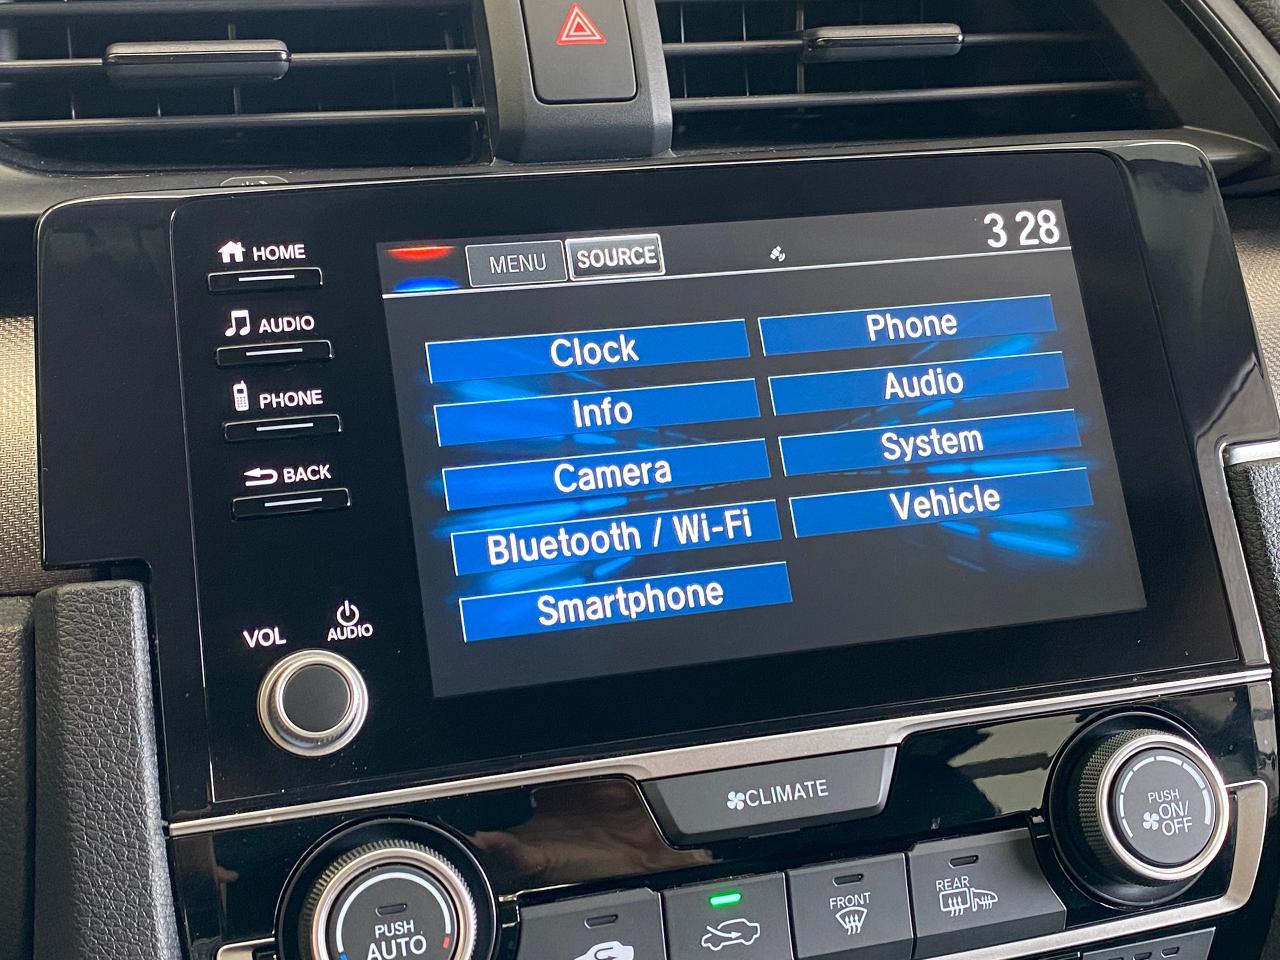 HOME
AUDIO
PHONE
BACK
VOL
AUDIO
MENU
SOURCE
3 28
Clock
Phone
Info
Audio
Camera
System
Bluetooth / Wi-Fi
Vehicle
Smartphone
CLIMATE
PUSH
ON/
OFF
PUSH
AUTO
FRONT
REAR